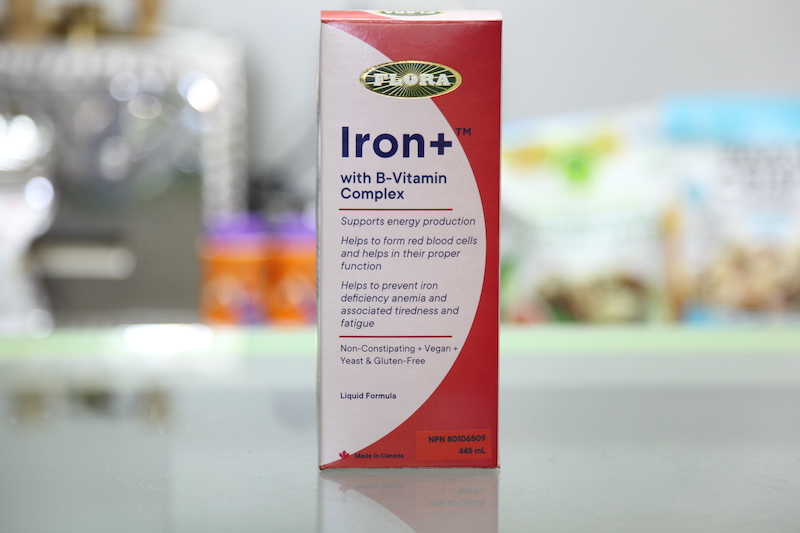 FLORA
Iron+™
with B-Vitamin
Complex
Supports energy production
Helps to form red blood cells
and helps in their proper
function
Helps to prevent iron
deficiency anemia and
associated tiredness and
fatigue
Non-Constipating + Vegan +
Yeast & Gluten-Free
Liquid Formula
NPN 80106509
445 mL
Made in Canada